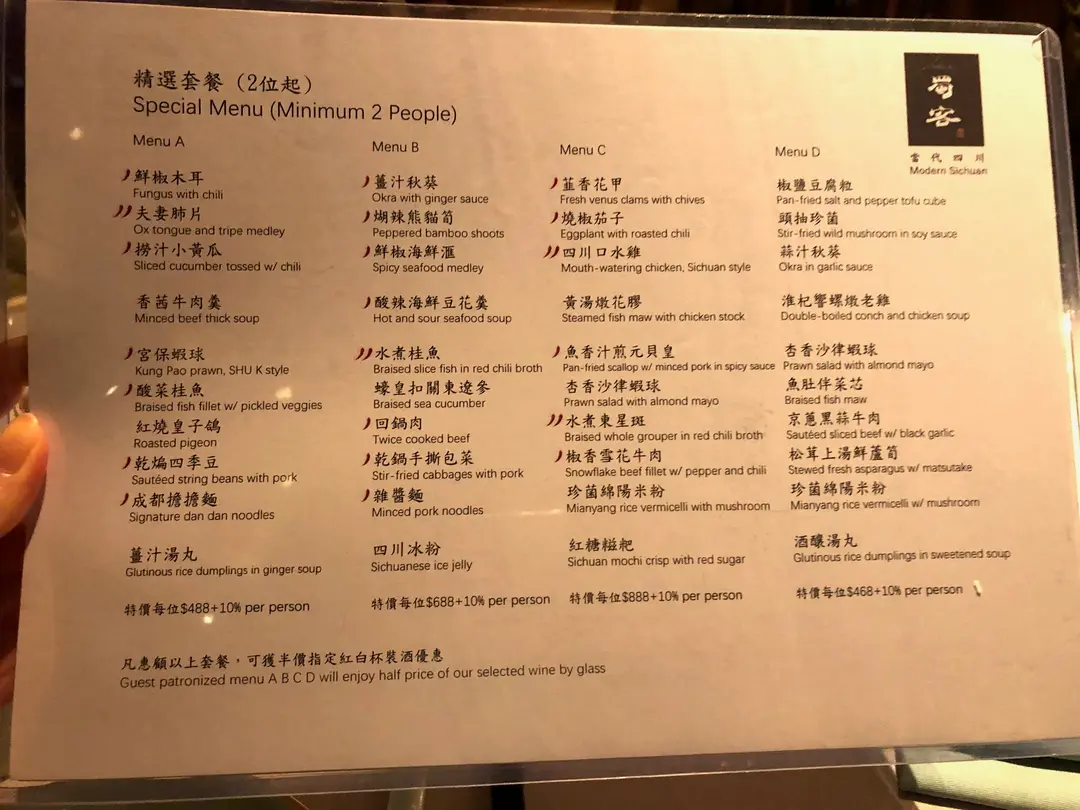 精選套餐（2位起）
Special Menu (Minimum 2 People)
蜀客
當代四川
Modern Sichuan
Menu A
鮮椒木耳
Fungus with chili
夫妻肺片
Ox tongue and tripe medley
撈汁小黃瓜
Sliced cucumber tossed w/ chili
香茜牛肉羹
Minced beef thick soup
宮保蝦球
Kung Pao prawn, SHU K style
酸菜桂魚
Braised fish fillet w/ pickled veggies
紅燒皇子鴿
Roasted pigeon
乾煸四季豆
Sautéed string beans with pork
成都擔擔麵
Signature dan dan noodles
薑汁湯丸
Glutinous rice dumplings in ginger soup
特價每位$488+10% per person
Menu B
薑汁秋葵
Okra with ginger sauce
煳辣熊貓筍
Peppered bamboo shoots
鮮椒海鮮滙
Spicy seafood medley
酸辣海鮮豆花羹
Hot and sour seafood soup
水煮桂魚
Braised slice fish in red chili broth
蠔皇扣關東遼參
Braised sea cucumber
回鍋肉
Twice cooked beef
乾鍋手撕包菜
Stir-fried cabbages with pork
雜醬麵
Minced pork noodles
四川冰粉
Sichuanese ice jelly
特價每位$688+10% per person
Menu C
韮香花甲
Fresh venus clams with chives
燒椒茄子
Eggplant with roasted chili
四川口水雞
Mouth-watering chicken, Sichuan style
黃湯燉花膠
Steamed fish maw with chicken stock
魚香汁煎元貝皇
Pan-fried scallop w/ minced pork in spicy sauce
杏香沙律蝦球
Prawn salad with almond mayo
水煮東星斑
Braised whole grouper in red chili broth
椒香雪花牛肉
Snowflake beef fillet w/ pepper and chili
珍菌綿陽米粉
Mianyang rice vermicelli with mushroom
紅糖糍粑
Sichuan mochi crisp with red sugar
特價每位$888+10% per person
Menu D
椒鹽豆腐粒
Pan-fried salt and pepper tofu cube
頭抽珍菌
Stir-fried wild mushroom in soy sauce
蒜汁秋葵
Okra in garlic sauce
淮杞響螺燉老雞
Double-boiled conch and chicken soup
杏香沙律蝦球
Prawn salad with almond mayo
魚肚伴菜芯
Braised fish maw
京蔥黑蒜牛肉
Sautéed sliced beef w/ black garlic
松茸上湯鮮蘆筍
Stewed fresh asparagus w/ matsutake
珍菌綿陽米粉
Mianyang rice vermicelli w/ mushroom
酒釀湯丸
Glutinous rice dumplings in sweetened soup
特價每位$468+10% per person
凡惠顧以上套餐，可獲半價指定紅白杯裝酒優惠
Guest patronized menu A B C D will enjoy half price of our selected wine by glass